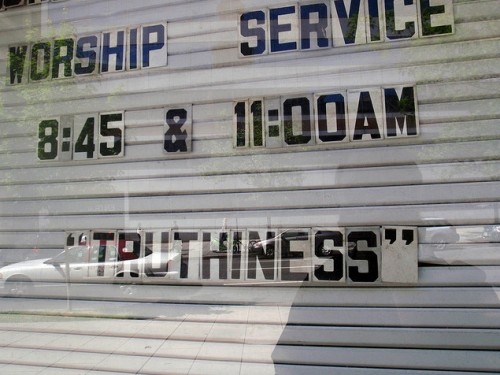 WORSHIP SERVICE
8:45 & 11:00AM
"TRUTHINESS"